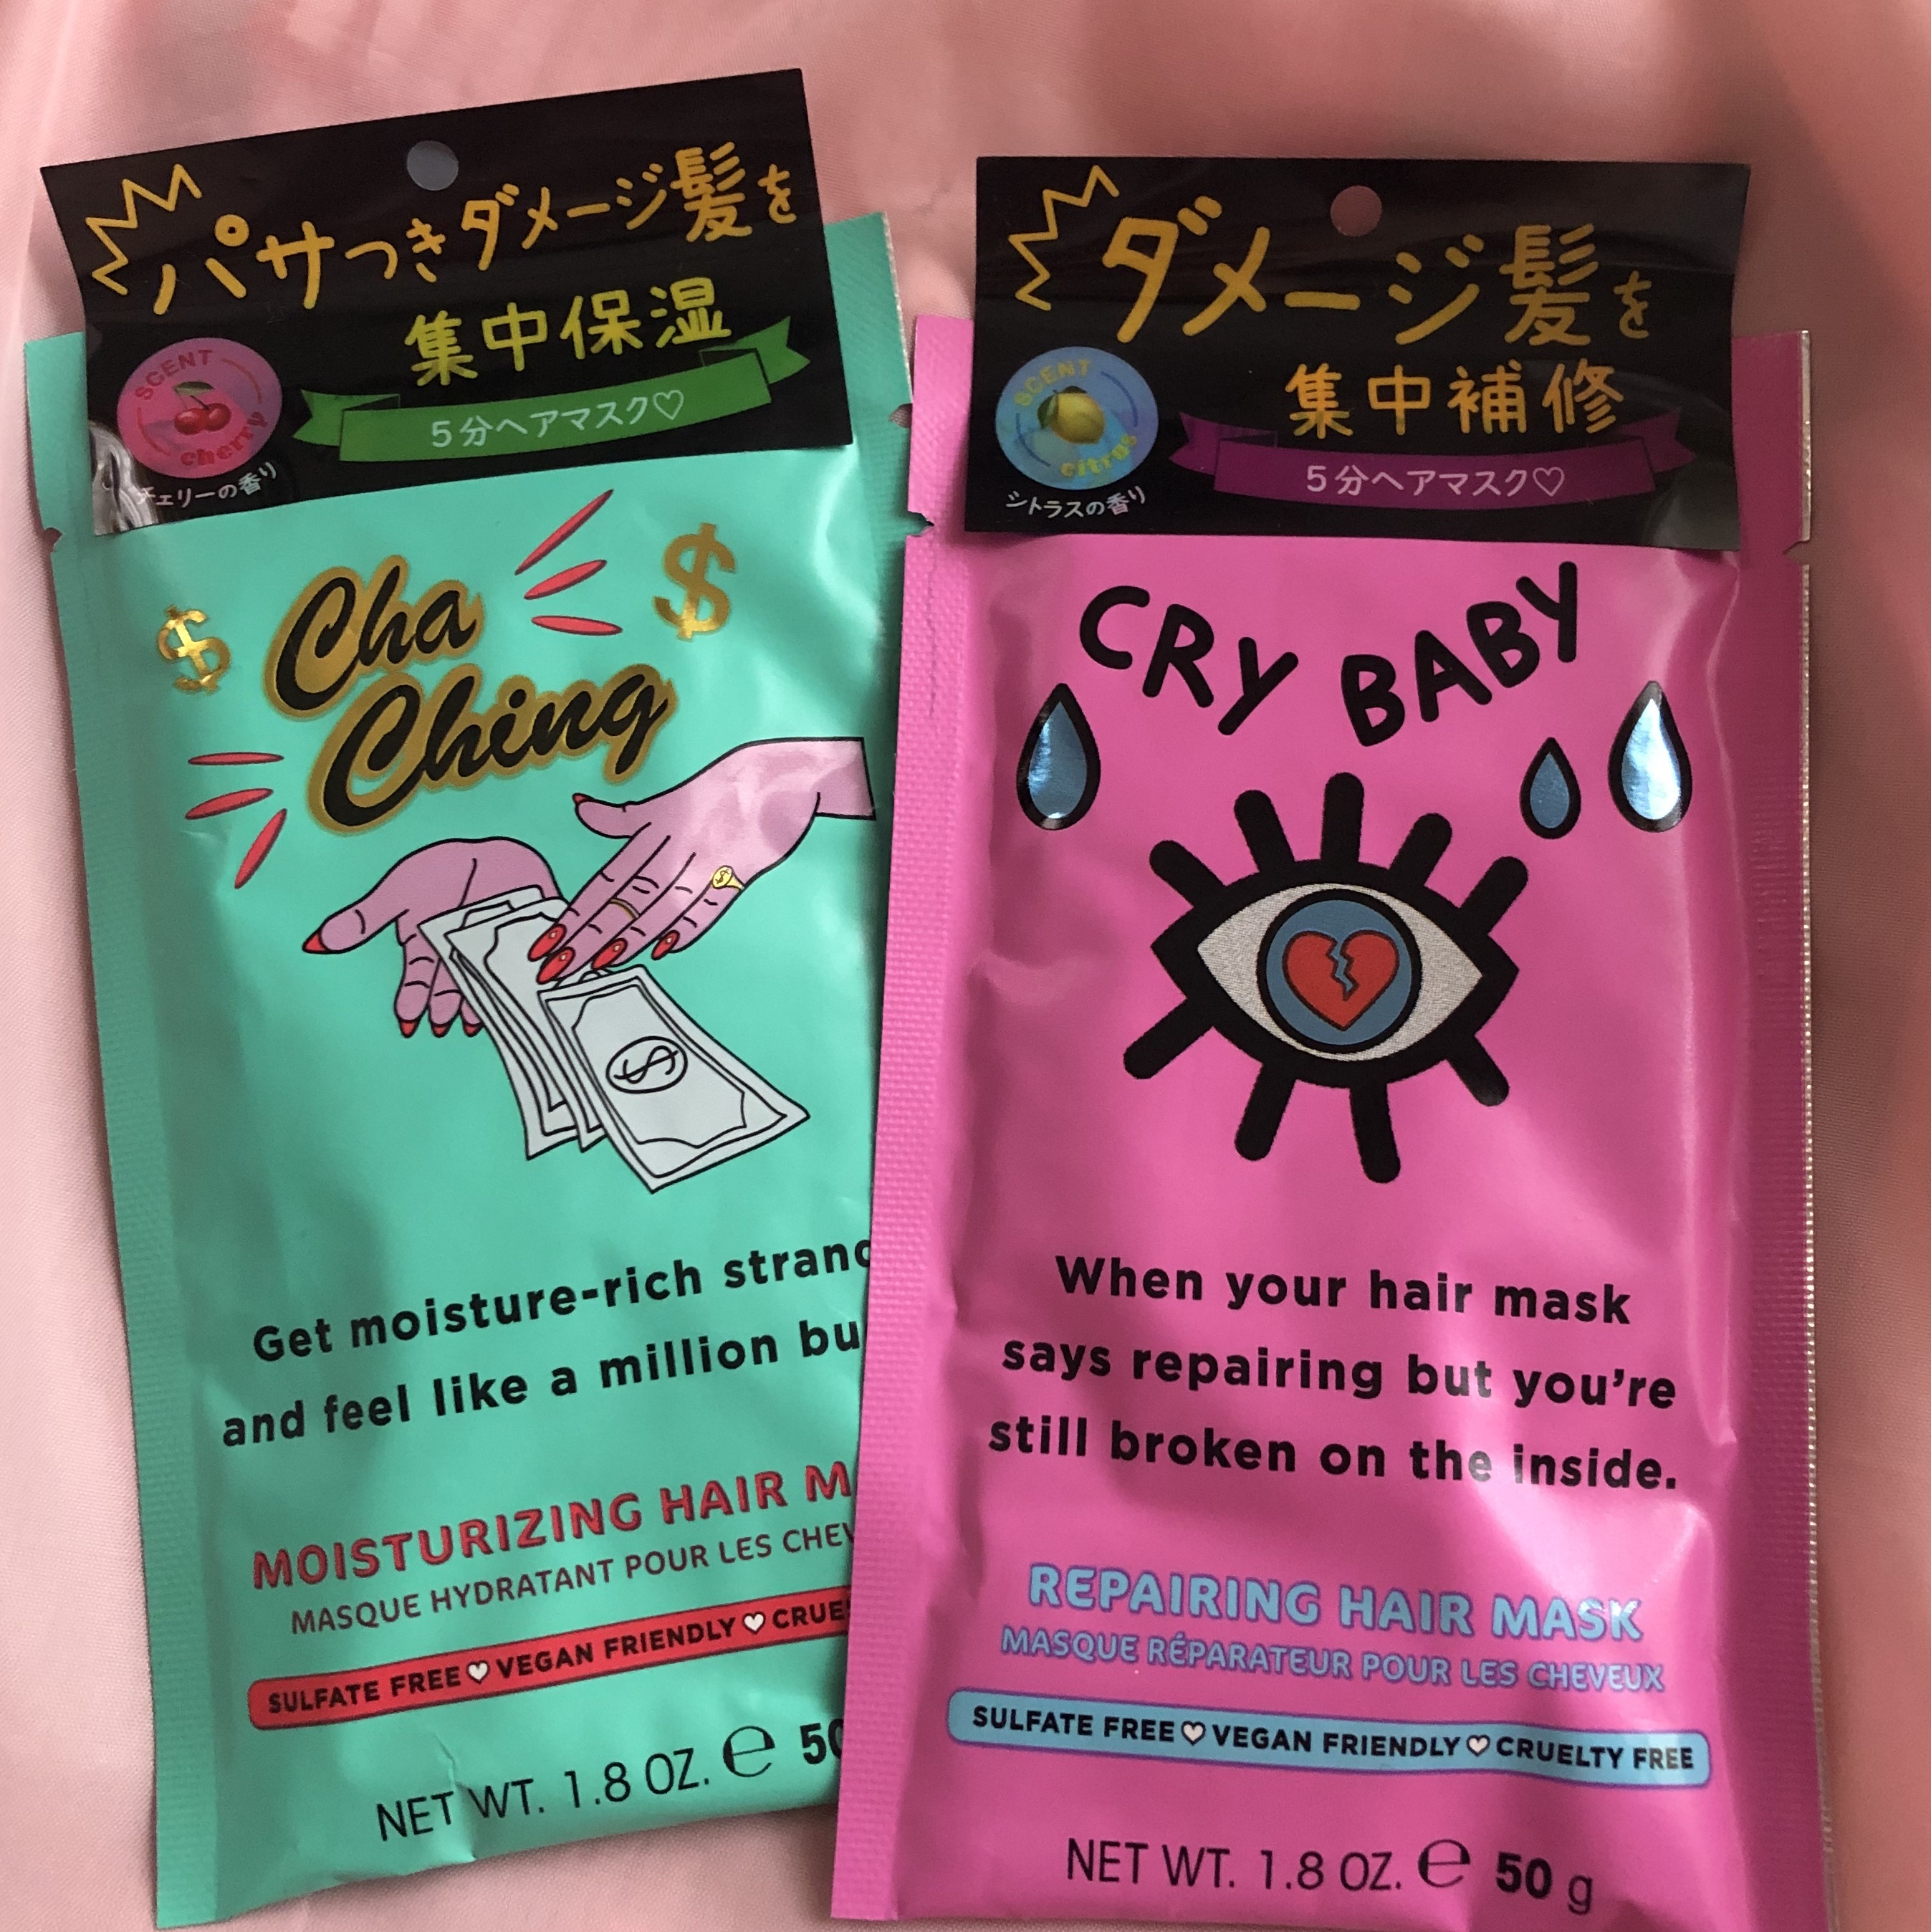 パサつきダメージ髪を
集中保湿
5分ヘアマスク♡
SCENT
cherry
チェリーの香り
$
$
Cha
Ching
$
Get moisture-rich
and feel like a million
MOISTURIZING HAIR
MASQUE HYDRATANT POUR LES
SULFATE FREE♡VEGAN FRIENDLY♡
NET WT. 1.8 OZ. ℮
ダメージ髪を
集中補修
5分ヘアマスク♡
SCENT
citrus
シトラスの香り
CRY BABY
When your hair mask
says repairing but you're
still broken on the inside.
REPAIRING HAIR MASK
MASQUE RÉPARATEUR POUR LES CHEVEUX
SULFATE FREE♡VEGAN FRIENDLY♡CRUELTY FREE
NET WT. 1.8 OZ. ℮ 50 g